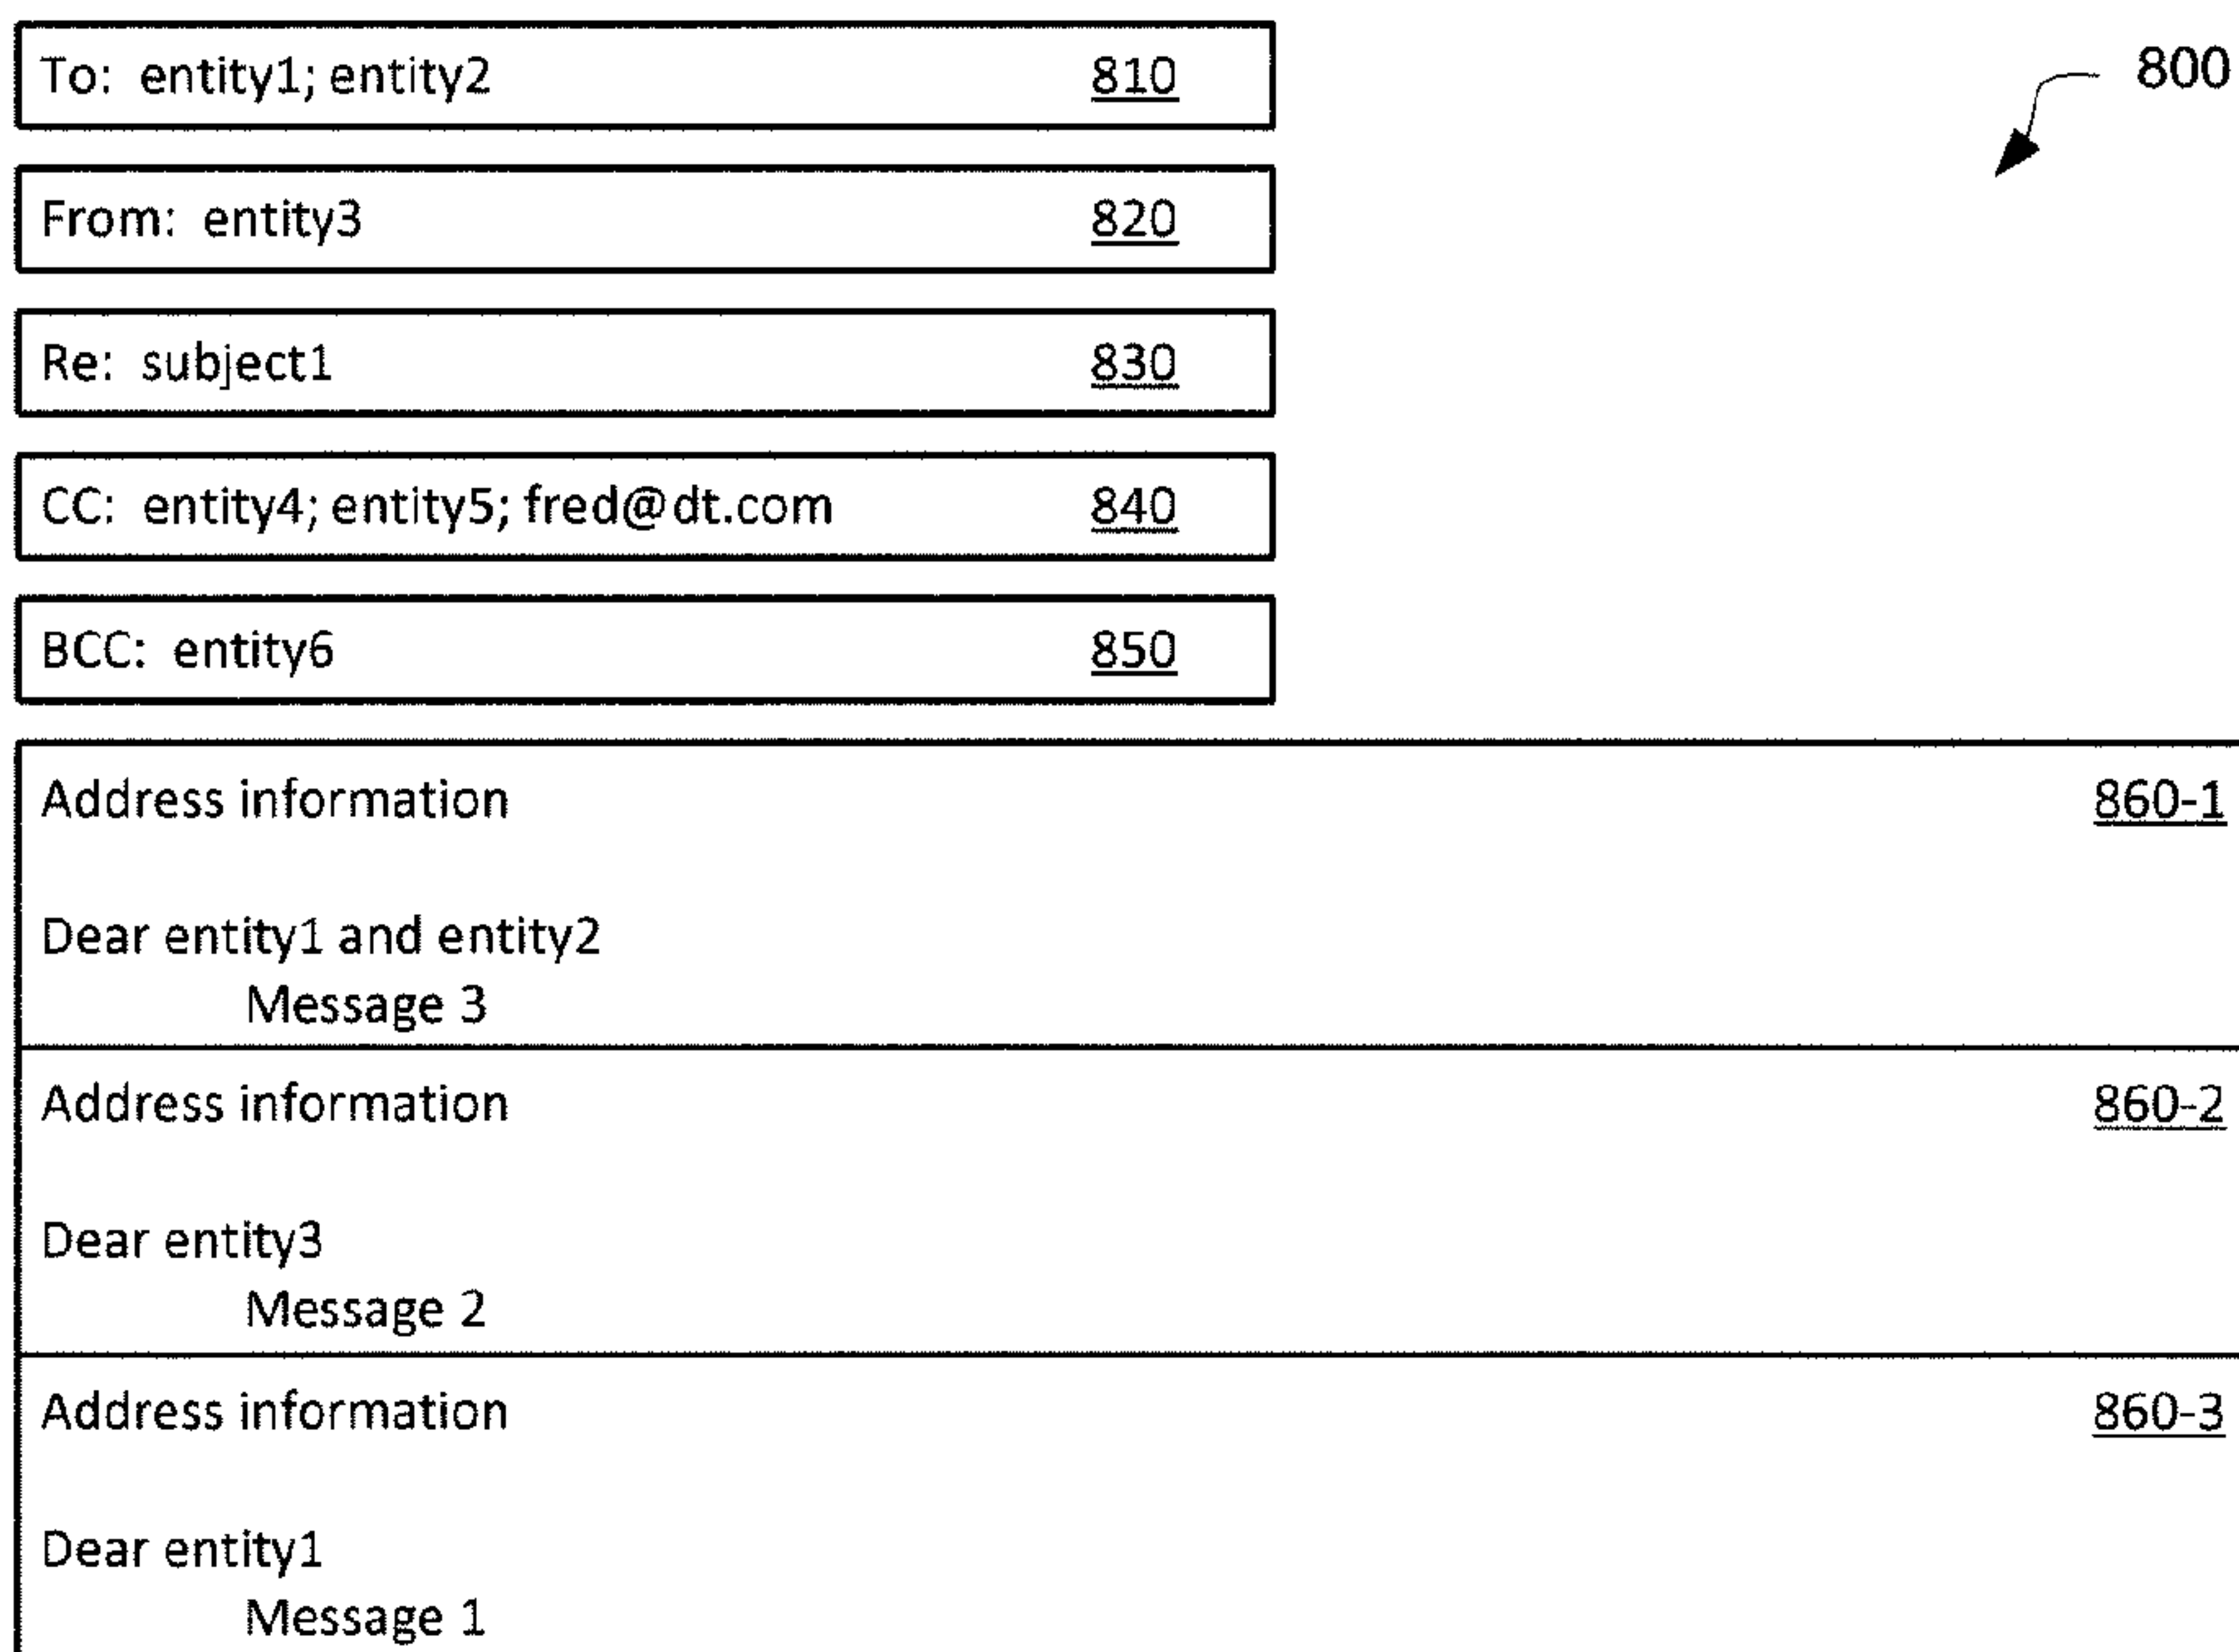 To: entity1; entity2 810
800
From: entity3 820
Re: subject1 830
CC: entity4; entity5; fred@dt.com 840
BCC: entity6 850
Address information 860-1
Dear entity1 and entity2
Message 3
Address information 860-2
Dear entity3
Message 2
Address information 860-3
Dear entity1
Message 1